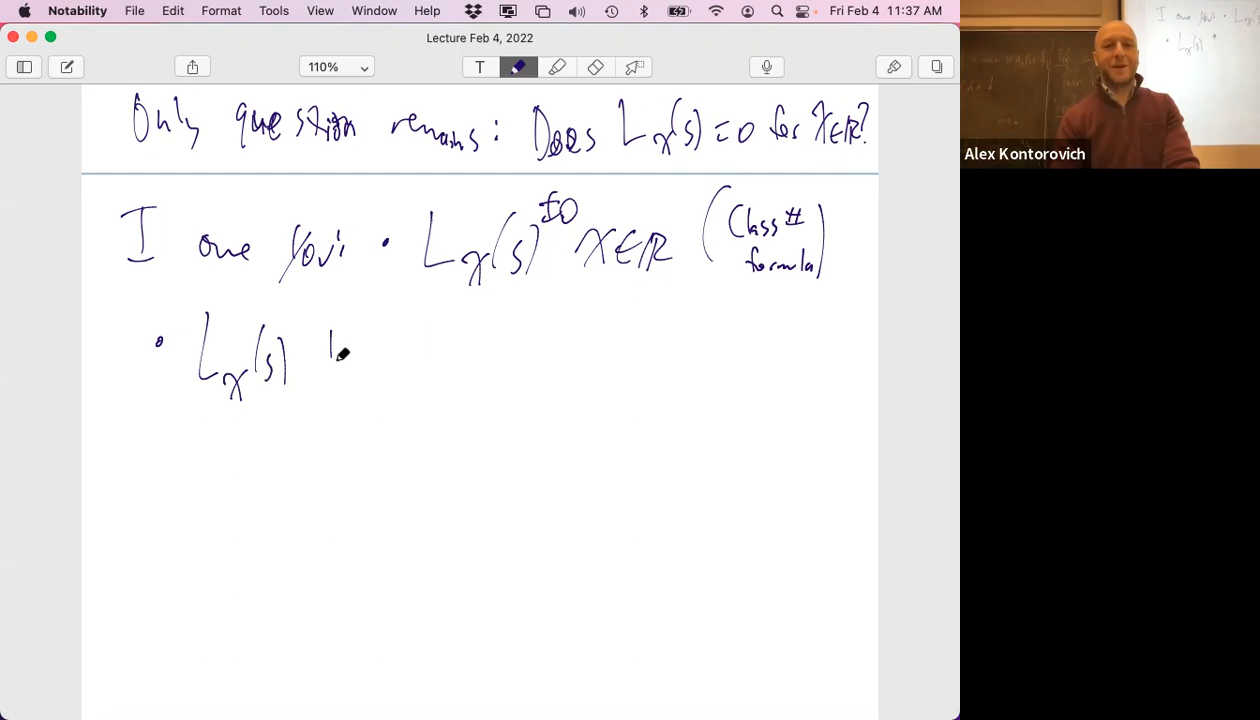 Notability File Edit Format Tools View Window Help Fri Feb 4 11:37 AM
Lecture Feb 4, 2022
110% T
Only question remains: Does Lχ(s)=0 for χ∈ℝ?
I owe you: • Lχ(s)≠0 χ∈ℝ (Class # formula)
• Lχ(s)
Alex Kontorovich